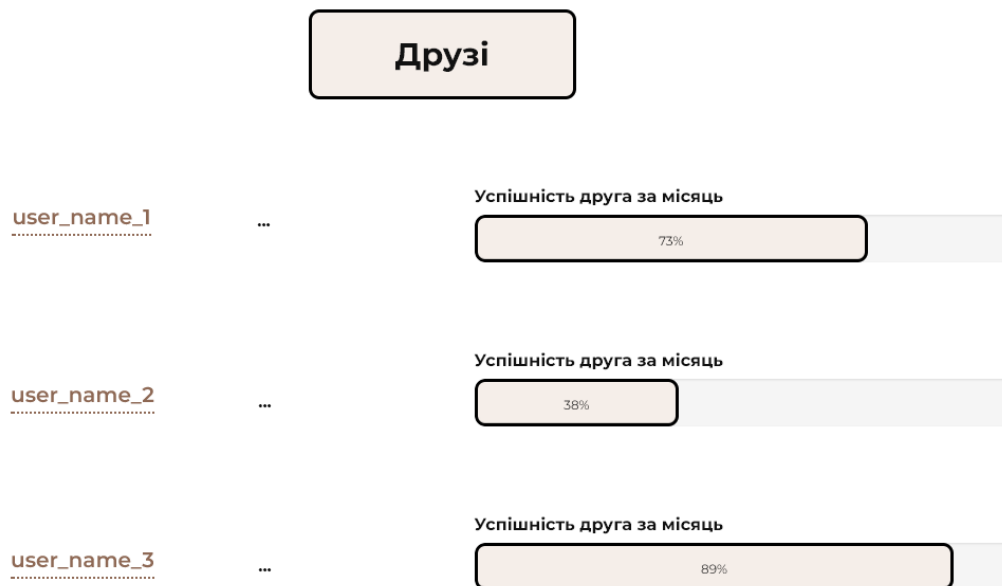 Друзі
Успішність друга за місяць
user_name_1
...
73%
Успішність друга за місяць
user_name_2
...
38%
Успішність друга за місяць
user_name_3
...
89%